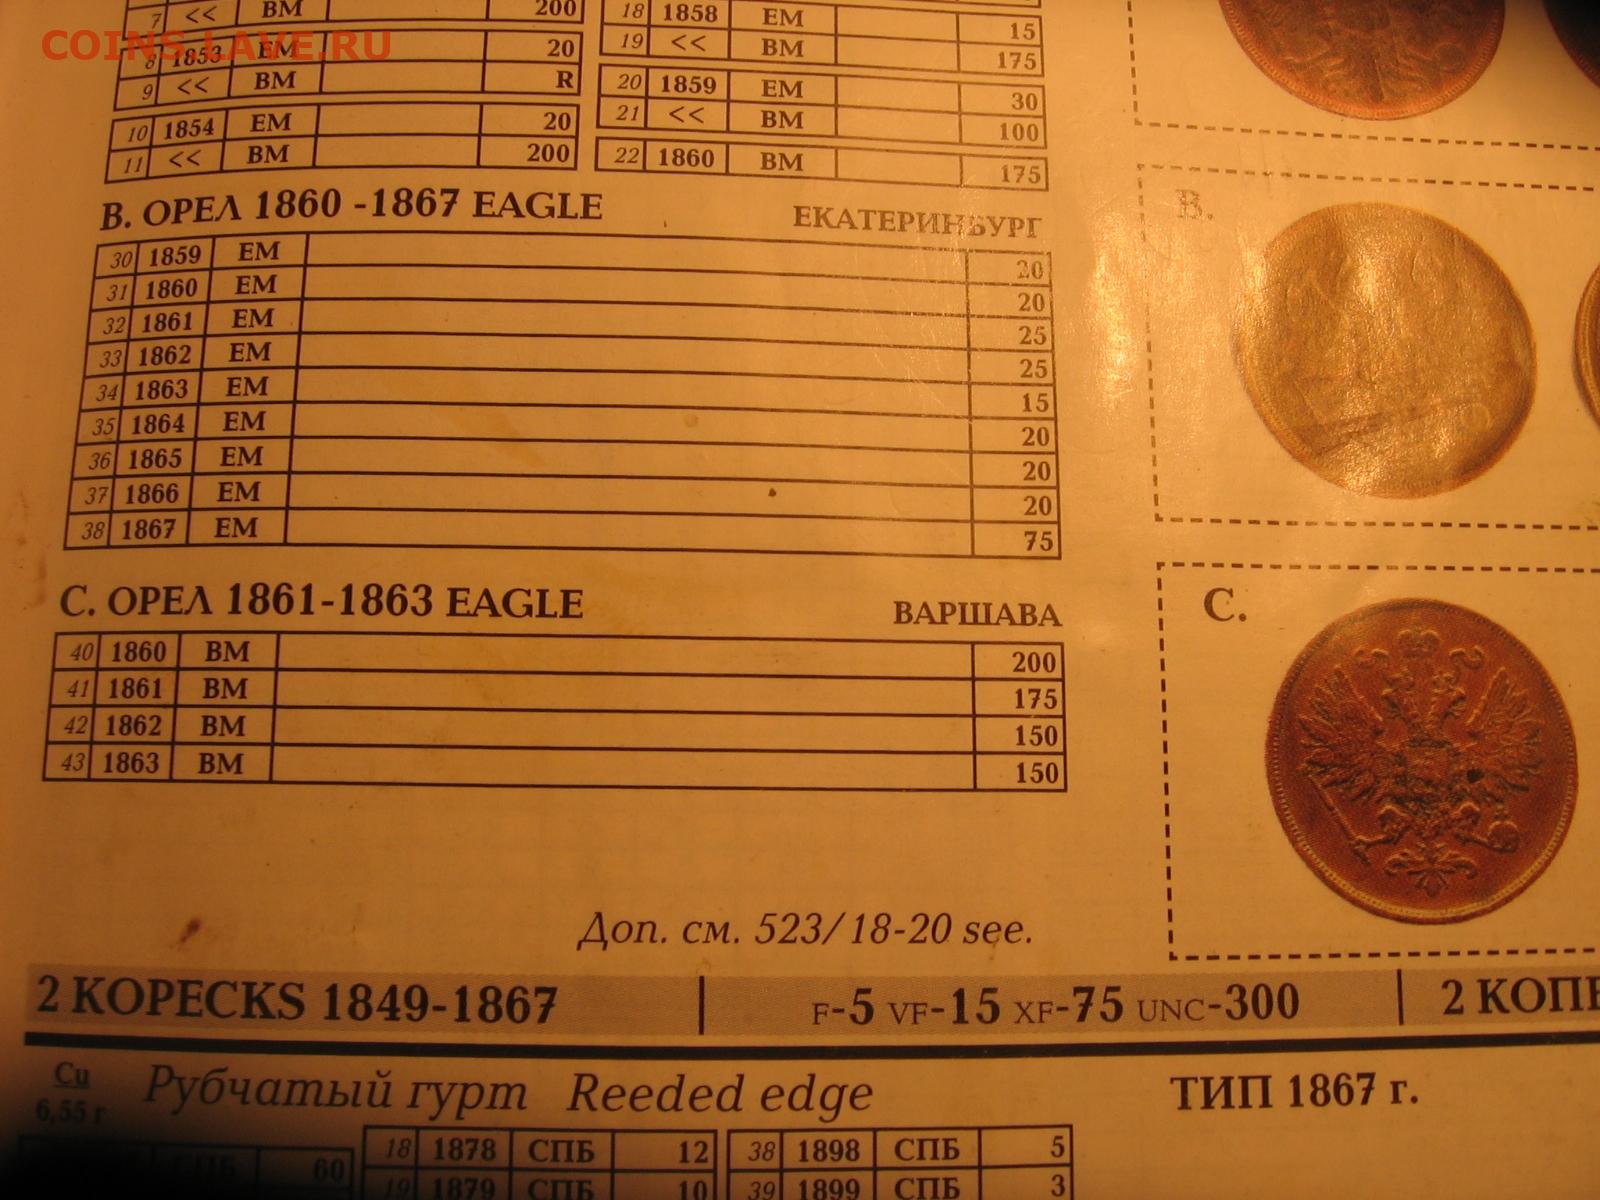 COINS.LAVE.RU
7 << ВМ 200
8 1853 ЕМ 20
9 << ВМ R
10 1854 ЕМ 20
11 << ВМ 200
18 1858 ЕМ 15
19 << ВМ 175
20 1859 ЕМ 30
21 << ВМ 100
22 1860 ВМ 175
В. ОРЕЛ 1860 -1867 EAGLE ЕКАТЕРИНБУРГ
30 1859 ЕМ 20
31 1860 ЕМ 20
32 1861 ЕМ 25
33 1862 ЕМ 25
34 1863 ЕМ 15
35 1864 ЕМ 20
36 1865 ЕМ 20
37 1866 ЕМ 20
38 1867 ЕМ 75
B.
С. ОРЕЛ 1861-1863 EAGLE ВАРШАВА
40 1860 ВМ 200
41 1861 ВМ 175
42 1862 ВМ 150
43 1863 ВМ 150
C.
Доп. см. 523/18-20 see.
2 KOPECKS 1849-1867 F-5 VF-15 XF-75 UNC-300 2 КОПЕ
Cu
6,55 г
Рубчатый гурт Reeded edge ТИП 1867 г.
СПБ 60
18 1878 СПБ 12
19 1879 СПБ 10
38 1898 СПБ 5
39 1899 СПБ 3